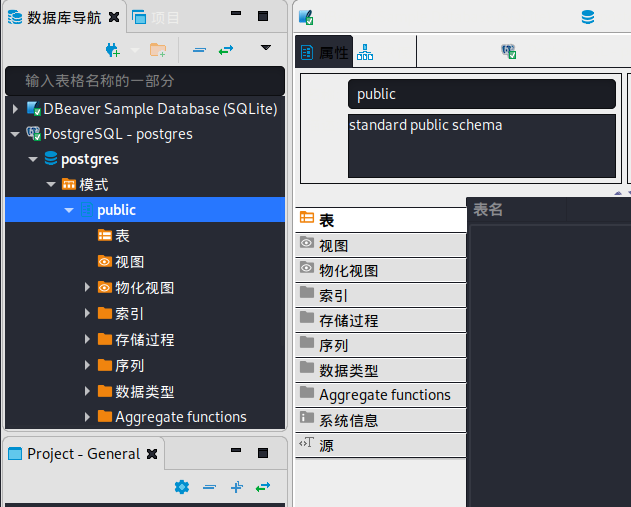 数据库导航
项目
输入表格名称的一部分
DBeaver Sample Database (SQLite)
PostgreSQL - postgres
postgres
模式
public
表
视图
物化视图
索引
存储过程
序列
数据类型
Aggregate functions
Project - General
属性
public
standard public schema
表
视图
物化视图
索引
存储过程
序列
数据类型
Aggregate functions
系统信息
源
表名